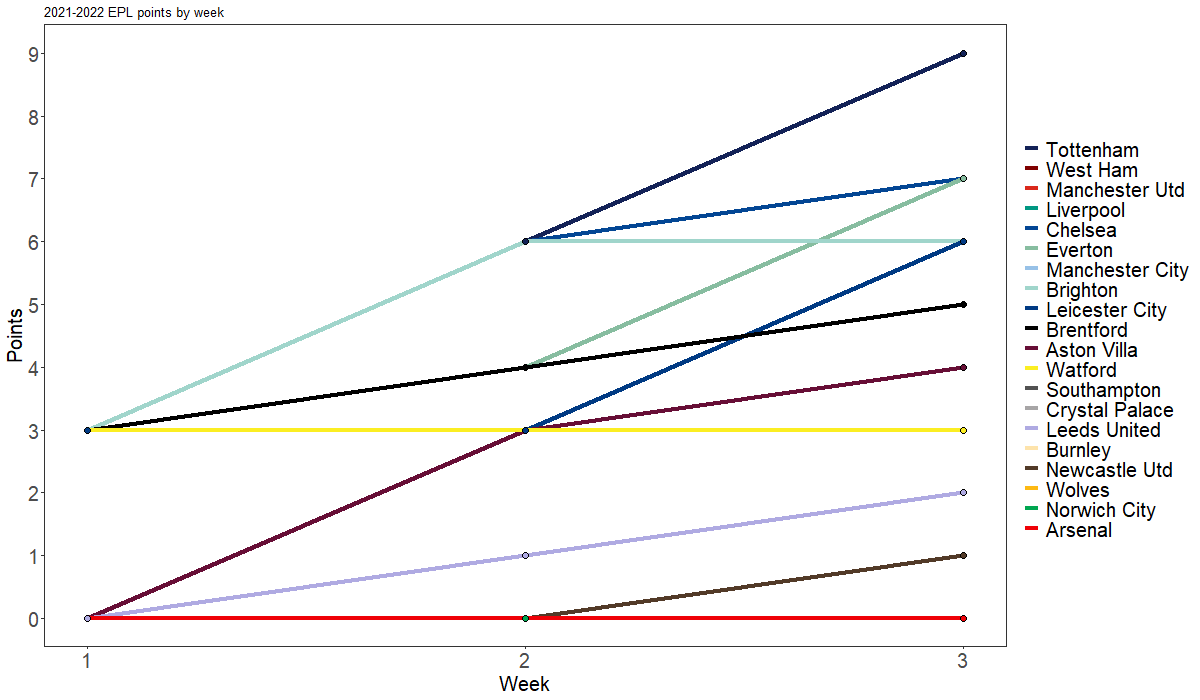 2021-2022 EPL points by week
9
8
7
6
5
4
3
2
1
0
Points
1 2 3
Week
Tottenham
West Ham
Manchester Utd
Liverpool
Chelsea
Everton
Manchester City
Brighton
Leicester City
Brentford
Aston Villa
Watford
Southampton
Crystal Palace
Leeds United
Burnley
Newcastle Utd
Wolves
Norwich City
Arsenal